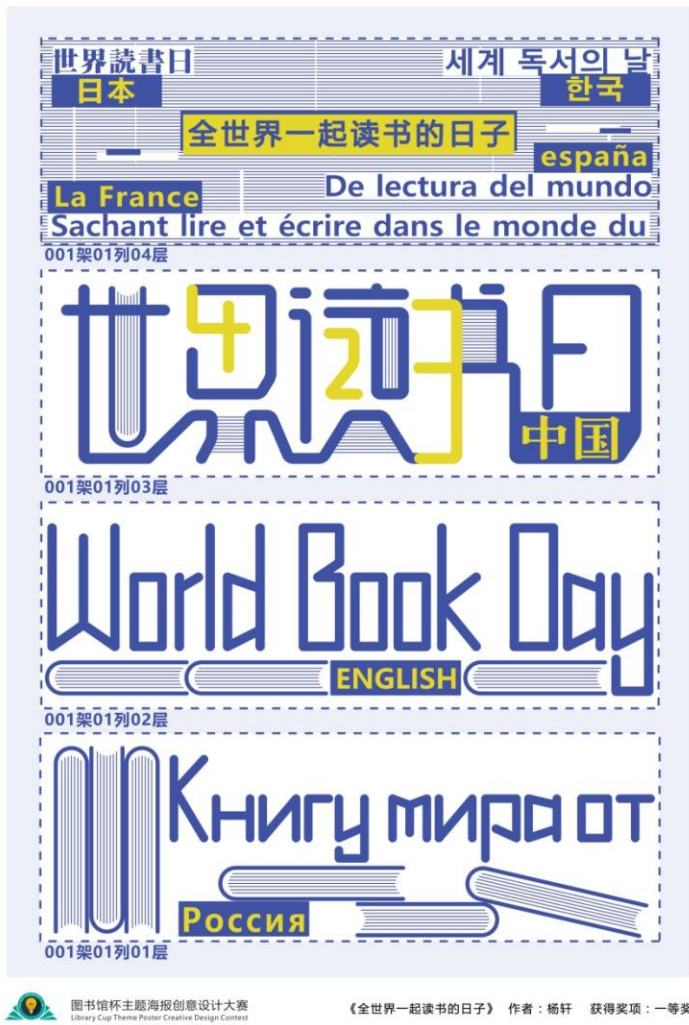 世界読書日
세계 독서의 날
日本
한국
全世界一起读书的日子
españa
La France
De lectura del mundo
Sachant lire et écrire dans le monde du
001架01列04层
世界读书日
423
中国
001架01列03层
World Book Day
ENGLISH
001架01列02层
Книгу мира от
Россия
001架01列01层
图书馆杯主题海报创意设计大赛
Library Cup Theme Poster Creative Design Contest
《全世界一起读书的日子》 作者：杨轩 获得奖项：一等奖